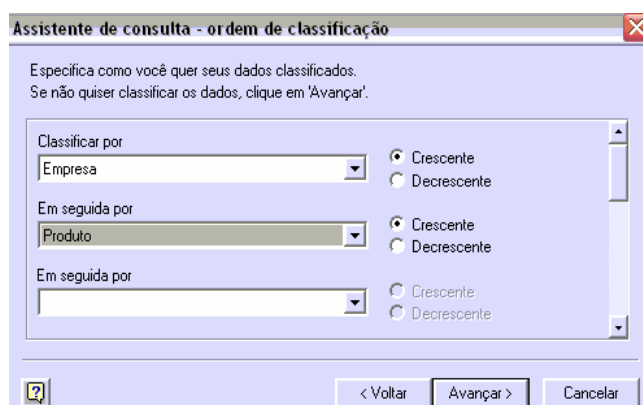 Assistente de consulta - ordem de classificação
Especifica como você quer seus dados classificados.
Se não quiser classificar os dados, clique em 'Avançar'.
Classificar por
Empresa
Crescente
Decrescente
Em seguida por
Produto
Crescente
Decrescente
Em seguida por
Crescente
Decrescente
?
< Voltar
Avançar >
Cancelar